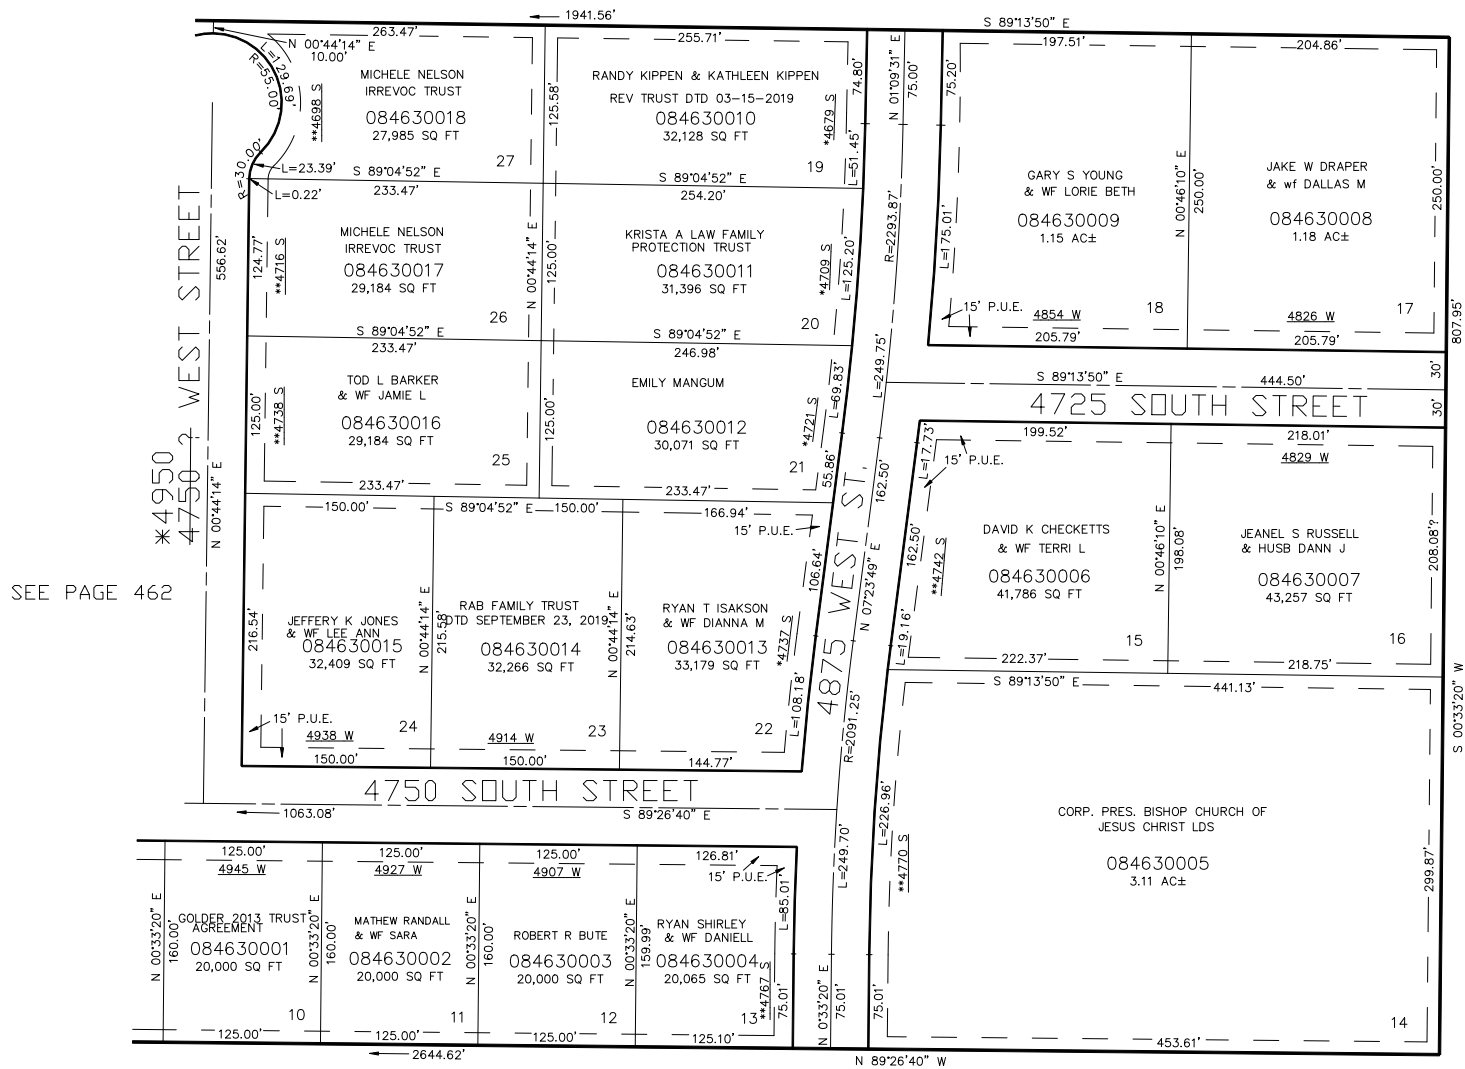 1941.56'
S 89°13'50" E
263.47'
255.71'
197.51'
204.86'
N 00°44'14" E
10.00'
L=129.69'
R=55.00'
**4698 S
MICHELE NELSON
IRREVOC TRUST
084630018
27,985 SQ FT
27
125.58'
RANDY KIPPEN & KATHLEEN KIPPEN
REV TRUST DTD 03-15-2019
084630010
32,128 SQ FT
19
*4679 S
74.80'
L=51.45'
N 01°09'31" E
75.00'
75.20'
R=30.00'
L=23.39'
L=0.22'
S 89°04'52" E
233.47'
S 89°04'52" E
254.20'
GARY S YOUNG
& WF LORIE BETH
084630009
1.15 AC±
18
L=175.01'
15' P.U.E.
4854 W
205.79'
N 00°46'10" E
250.00'
JAKE W DRAPER
& wf DALLAS M
084630008
1.18 AC±
17
4826 W
205.79'
250.00'
807.95'
4750 ? WEST STREET
*4950
556.62'
N 00°44'14" E
124.77'
**4716 S
MICHELE NELSON
IRREVOC TRUST
084630017
29,184 SQ FT
26
N 00°44'14" E
125.00'
KRISTA A LAW FAMILY
PROTECTION TRUST
084630011
31,396 SQ FT
20
*4709 S
L=125.20'
R=2293.87'
S 89°04'52" E
233.47'
S 89°04'52" E
246.98'
125.00'
**4738 S
TOD L BARKER
& WF JAMIE L
084630016
29,184 SQ FT
25
233.47'
125.00'
EMILY MANGUM
084630012
30,071 SQ FT
21
*4721 S
L=69.83'
55.86'
233.47'
L=249.75'
162.50'
S 89°13'50" E
444.50'
30'
30'
4725 SOUTH STREET
L=17.73'
199.52'
15' P.U.E.
218.01'
4829 W
162.50'
**4742 S
DAVID K CHECKETTS
& WF TERRI L
084630006
41,786 SQ FT
15
L=19.16'
222.37'
N 00°46'10" E
198.08'
JEANEL S RUSSELL
& HUSB DANN J
084630007
43,257 SQ FT
16
218.75'
208.08'?
S 89°13'50" E
441.13'
SEE PAGE 462
150.00'
S 89°04'52" E
150.00'
166.94'
15' P.U.E.
216.54'
JEFFERY K JONES
& WF LEE ANN
084630015
32,409 SQ FT
24
15' P.U.E.
4938 W
150.00'
N 00°44'14" E
215.58'
RAB FAMILY TRUST
DTD SEPTEMBER 23, 2019
084630014
32,266 SQ FT
23
4914 W
150.00'
N 00°44'14" E
214.63'
RYAN T ISAKSON
& WF DIANNA M
084630013
33,179 SQ FT
22
144.77'
106.64'
*4737 S
L=108.18'
4875 WEST ST.
N 07°23'49" E
R=2091.25'
L=249.70'
4750 SOUTH STREET
1063.08'
S 89°26'40" E
L=226.96'
**4770 S
CORP. PRES. BISHOP CHURCH OF
JESUS CHRIST LDS
084630005
3.11 AC±
14
299.87'
S 00°33'20" W
75.01'
453.61'
125.00'
4945 W
125.00'
4927 W
125.00'
4907 W
126.81'
15' P.U.E.
N 00°33'20" E
160.00'
GOLDER 2013 TRUST
AGREEMENT
084630001
20,000 SQ FT
10
125.00'
N 00°33'20" E
160.00'
MATHEW RANDALL
& WF SARA
084630002
20,000 SQ FT
11
125.00'
N 00°33'20" E
160.00'
ROBERT R BUTE
084630003
20,000 SQ FT
12
125.00'
N 00°33'20" E
159.99'
RYAN SHIRLEY
& WF DANIELL
084630004
20,065 SQ FT
13
**4767 S
L=85.01'
75.01'
125.10'
N 0°33'20" E
75.01'
2644.62'
N 89°26'40" W